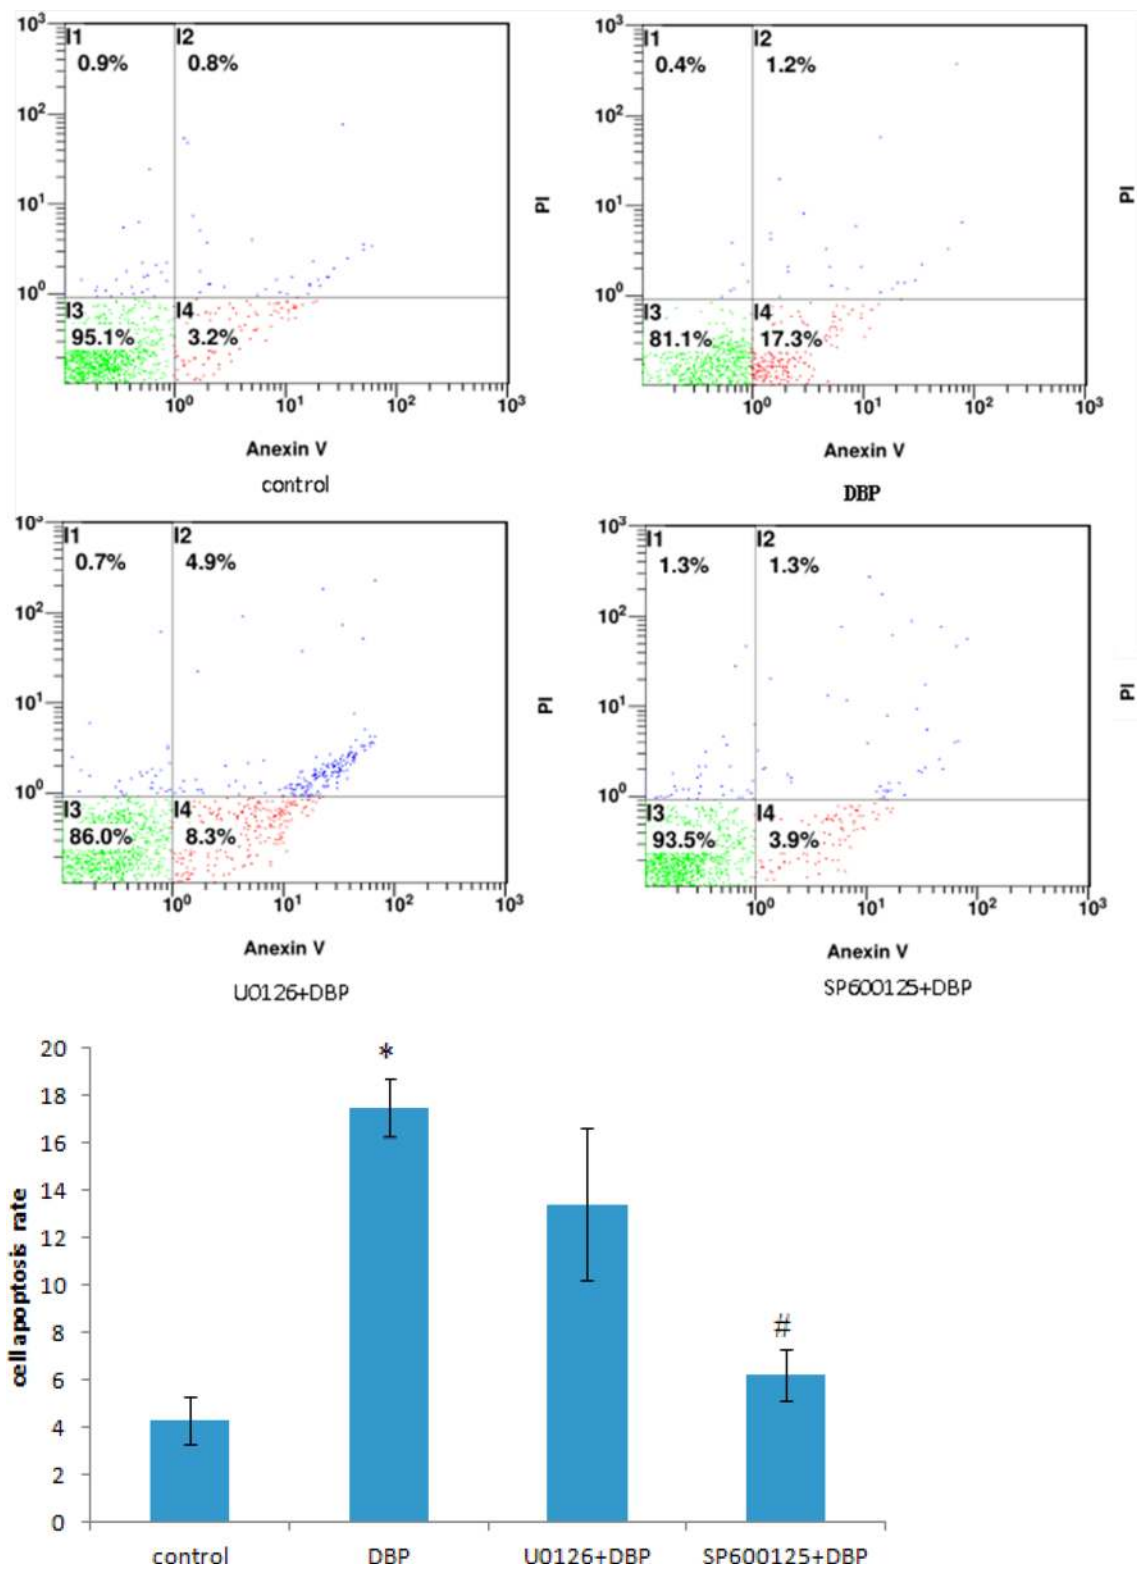 10³
I1 I2
0.9% 0.8%
10²
10¹
10⁰
I3 I4
95.1% 3.2%
10⁰ 10¹ 10² 10³
Anexin V
control
PI
10³
I1 I2
0.4% 1.2%
10²
10¹
10⁰
I3 I4
81.1% 17.3%
10⁰ 10¹ 10² 10³
Anexin V
DBP
PI
10³
I1 I2
0.7% 4.9%
10²
10¹
10⁰
I3 I4
86.0% 8.3%
10⁰ 10¹ 10² 10³
Anexin V
U0126+DBP
PI
10³
I1 I2
1.3% 1.3%
10²
10¹
10⁰
I3 I4
93.5% 3.9%
10⁰ 10¹ 10² 10³
Anexin V
SP600125+DBP
PI
cell apoptosis rate
20
18
16
14
12
10
8
6
4
2
0
*
#
control DBP U0126+DBP SP600125+DBP